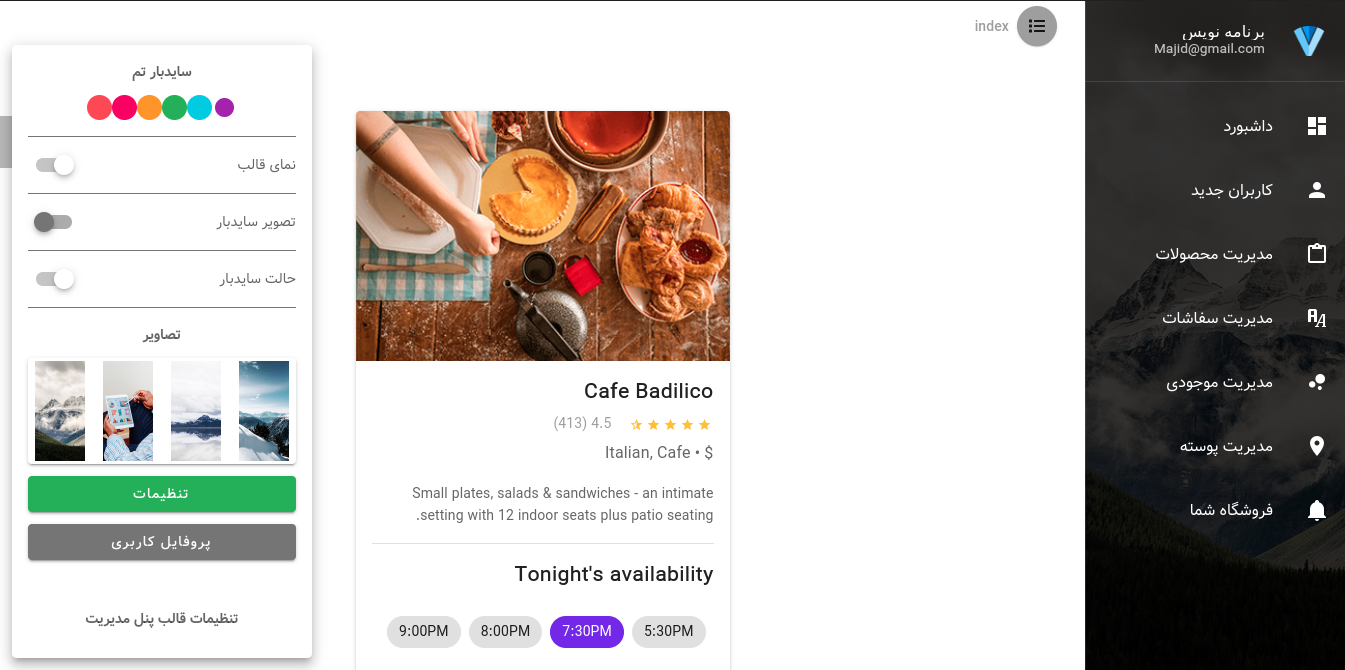 برنامه نویس
Majid@gmail.com
داشبورد
کاربران جدید
مدیریت محصولات
مدیریت سفاشات
مدیریت موجودی
مدیریت پوسته
فروشگاه شما
index
Cafe Badilico
4.5 (413)
$ • Italian, Cafe
Small plates, salads & sandwiches - an intimate
setting with 12 indoor seats plus patio seating.
Tonight's availability
5:30PM
7:30PM
8:00PM
9:00PM
سایدبار تم
نمای قالب
تصویر سایدبار
حالت سایدبار
تصاویر
تنظیمات
پروفایل کاربری
تنظیمات قالب پنل مدیریت